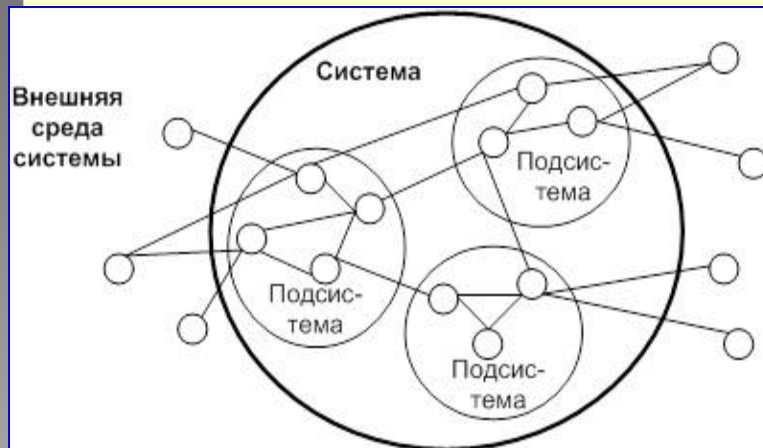 Система
Внешняя
среда
системы
Подсис-
тема
Подсис-
тема
Подсис-
тема